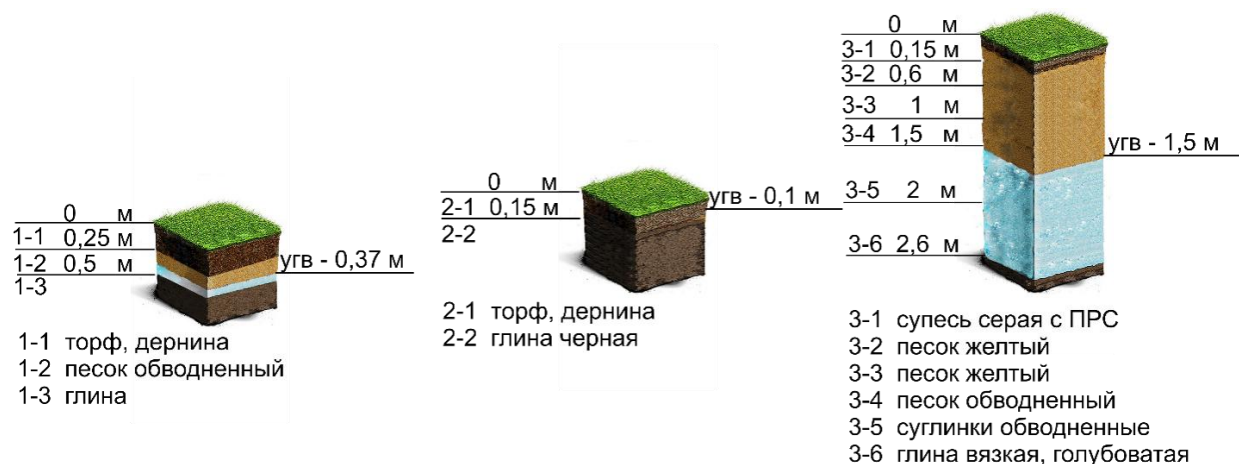 0 м
1-1 0,25 м
1-2 0,5 м
1-3
угв - 0,37 м
1-1 торф, дернина
1-2 песок обводненный
1-3 глина
0 м
2-1 0,15 м
2-2
угв - 0,1 м
2-1 торф, дернина
2-2 глина черная
0 м
3-1 0,15 м
3-2 0,6 м
3-3 1 м
3-4 1,5 м
угв - 1,5 м
3-5 2 м
3-6 2,6 м
3-1 супесь серая с ПРС
3-2 песок желтый
3-3 песок желтый
3-4 песок обводненный
3-5 суглинки обводненные
3-6 глина вязкая, голубоватая